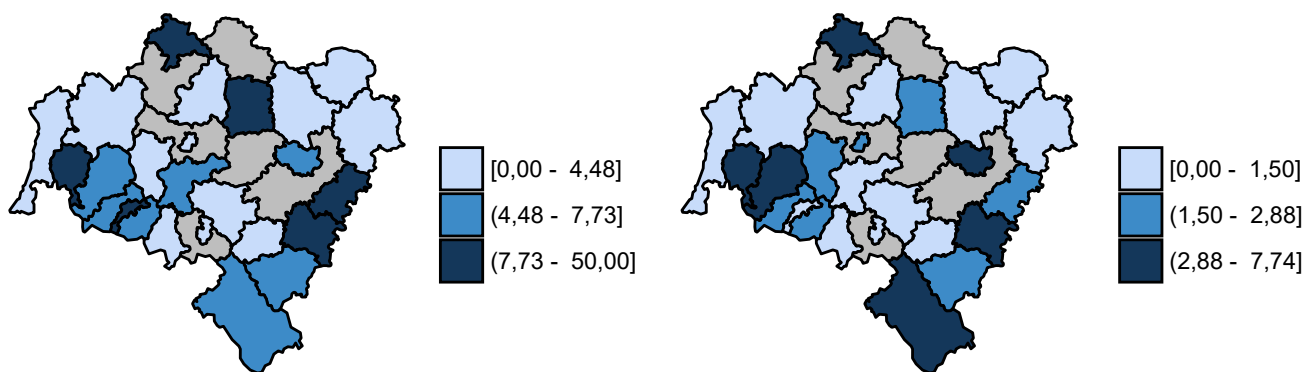 [0,00 - 4,48]
(4,48 - 7,73]
(7,73 - 50,00]
[0,00 - 1,50]
(1,50 - 2,88]
(2,88 - 7,74]